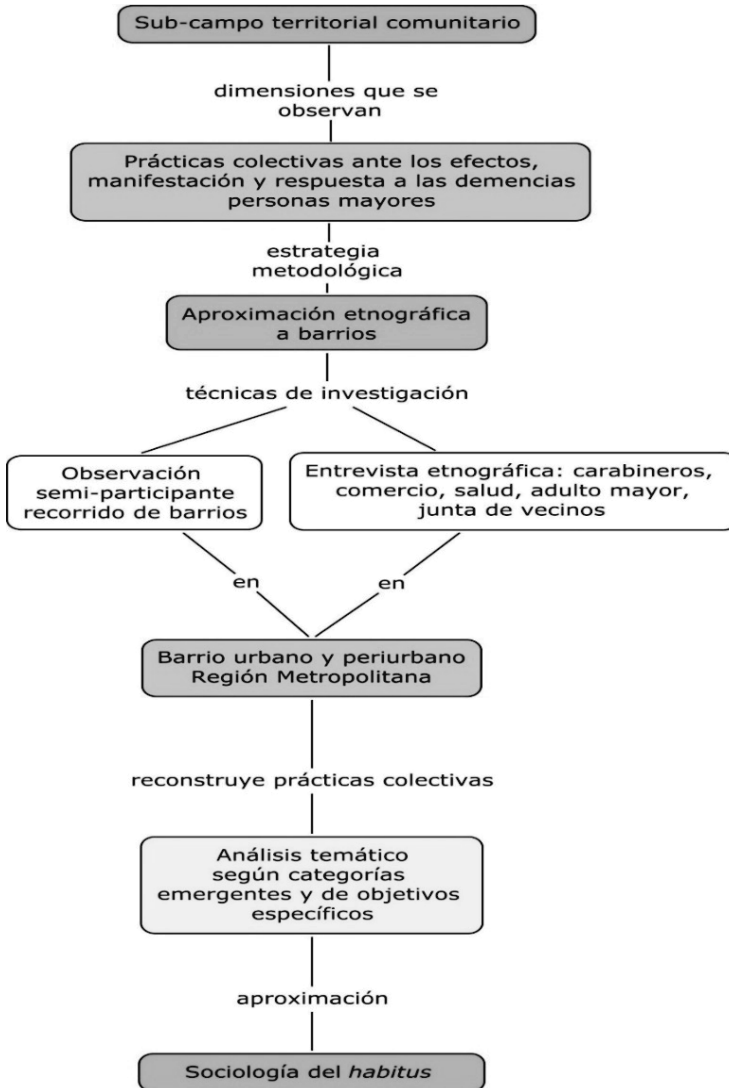 Sub-campo territorial comunitario
dimensiones que se
observan
Prácticas colectivas ante los efectos,
manifestación y respuesta a las demencias
personas mayores
estrategia
metodológica
Aproximación etnográfica
a barrios
técnicas de investigación
Observación
semi-participante
recorrido de barrios
Entrevista etnográfica: carabineros,
comercio, salud, adulto mayor,
junta de vecinos
en
en
Barrio urbano y periurbano
Región Metropolitana
reconstruye prácticas colectivas
Análisis temático
según categorías
emergentes y de objetivos
específicos
aproximación
Sociología del habitus